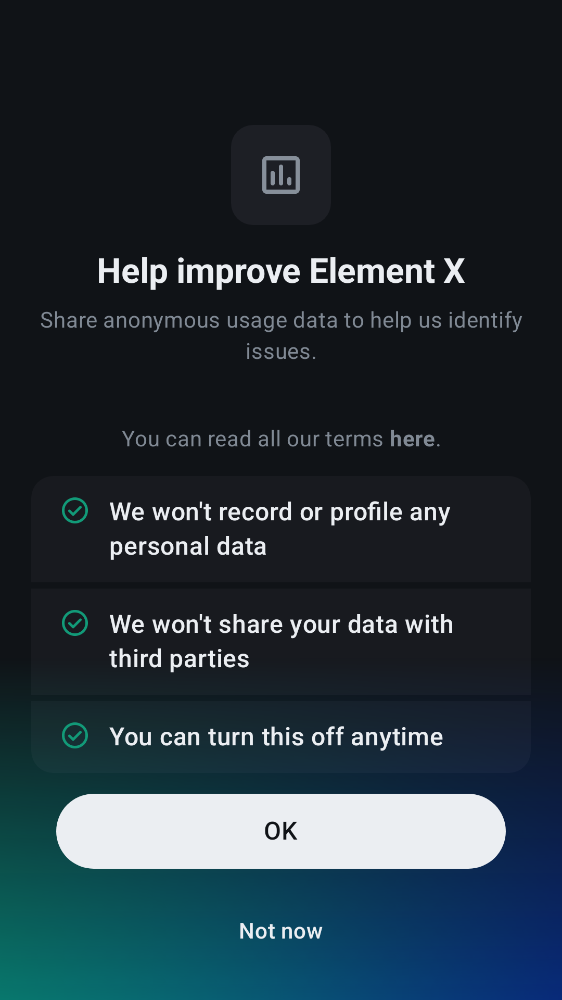 Help improve Element X
Share anonymous usage data to help us identify
issues.
You can read all our terms here.
We won't record or profile any
personal data
We won't share your data with
third parties
You can turn this off anytime
OK
Not now